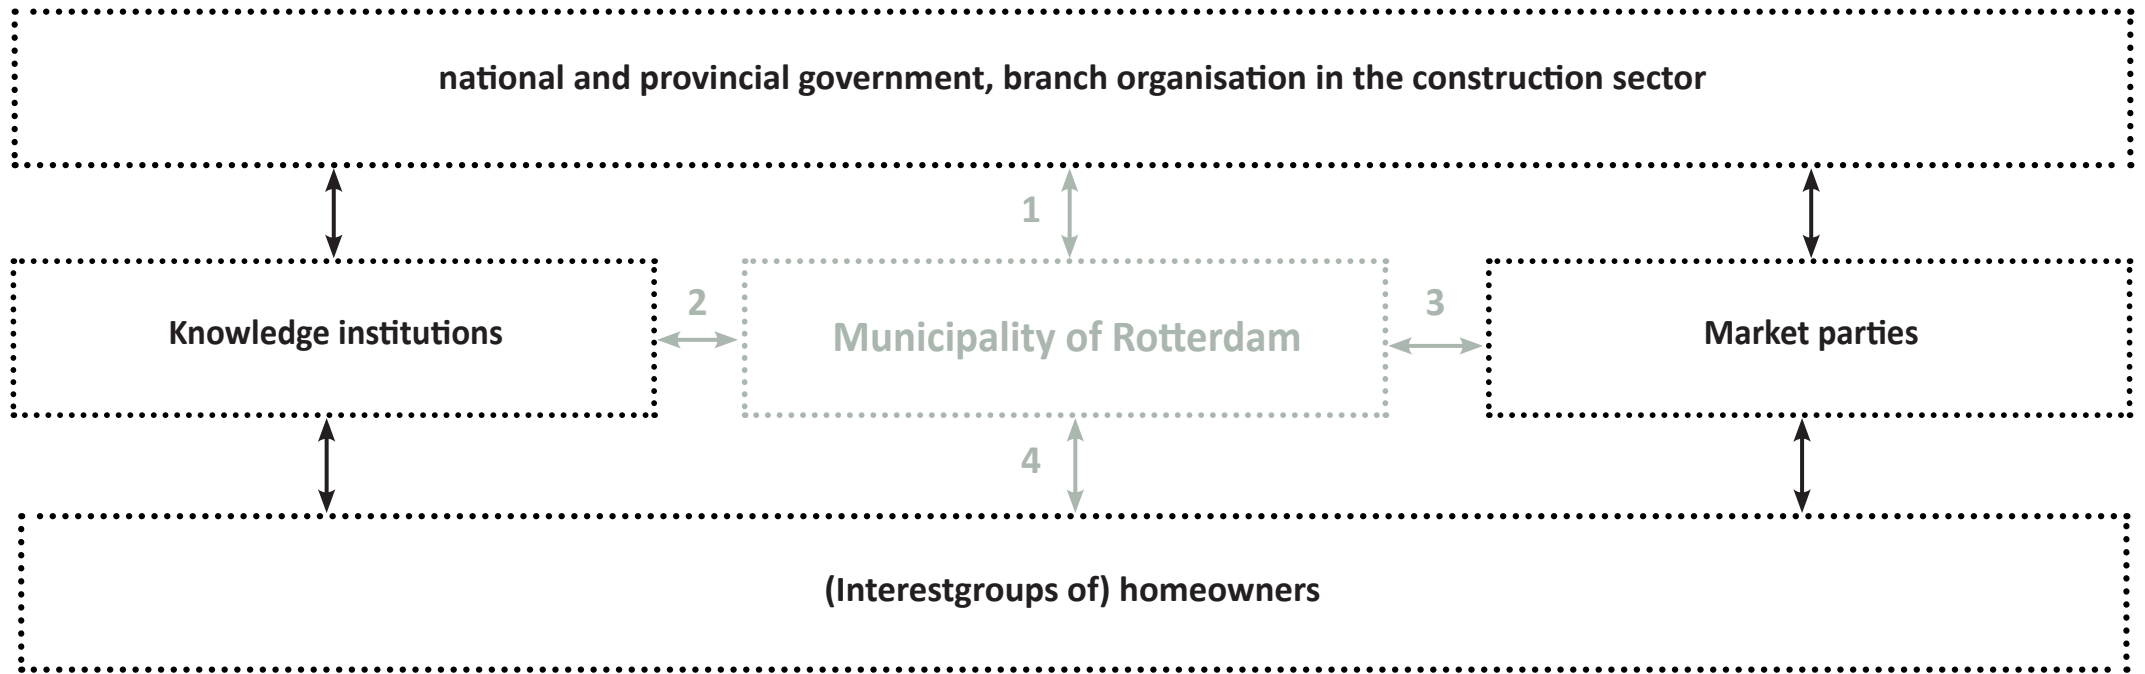 national and provincial government, branch organisation in the construction sector
1
2
3
Knowledge institutions
Municipality of Rotterdam
Market parties
4
(Interestgroups of) homeowners